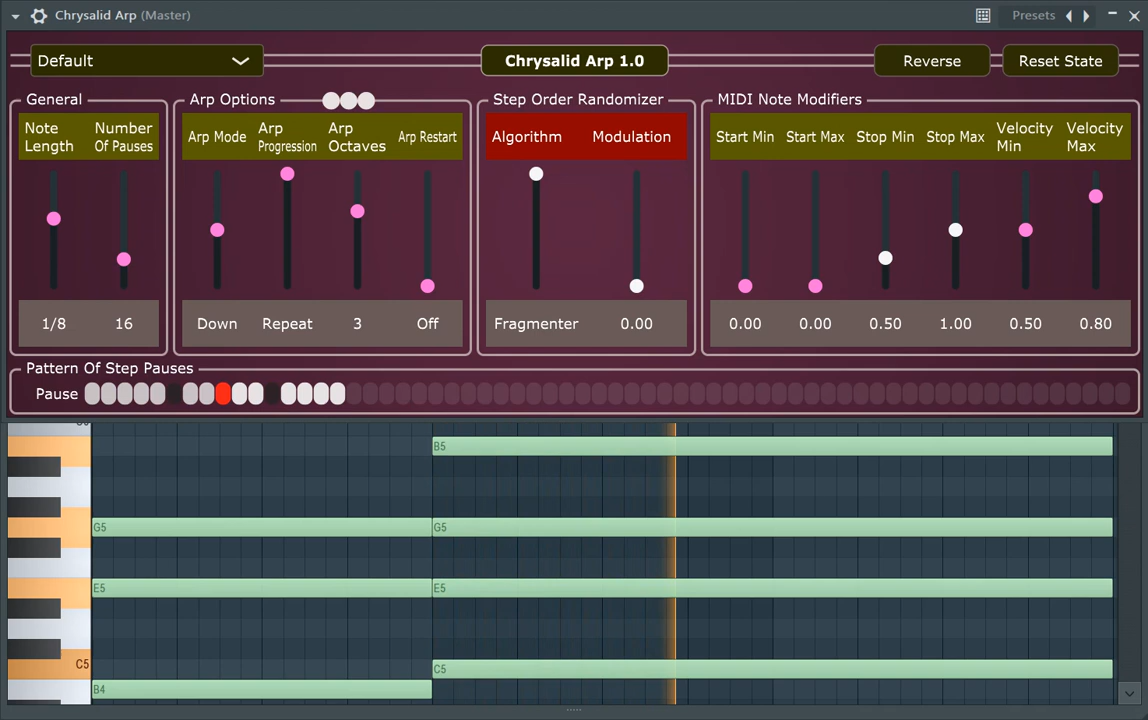 Chrysalid Arp (Master)
Presets
Default
Chrysalid Arp 1.0
Reverse
Reset State
General
Note Length
Number Of Pauses
1/8
16
Arp Options
Arp Mode
Arp Progression
Arp Octaves
Arp Restart
Down
Repeat
3
Off
Step Order Randomizer
Algorithm
Modulation
Fragmenter
0.00
MIDI Note Modifiers
Start Min
Start Max
Stop Min
Stop Max
Velocity Min
Velocity Max
0.00
0.00
0.50
1.00
0.50
0.80
Pattern Of Step Pauses
Pause
B5
G5
G5
E5
E5
C5
C5
B4